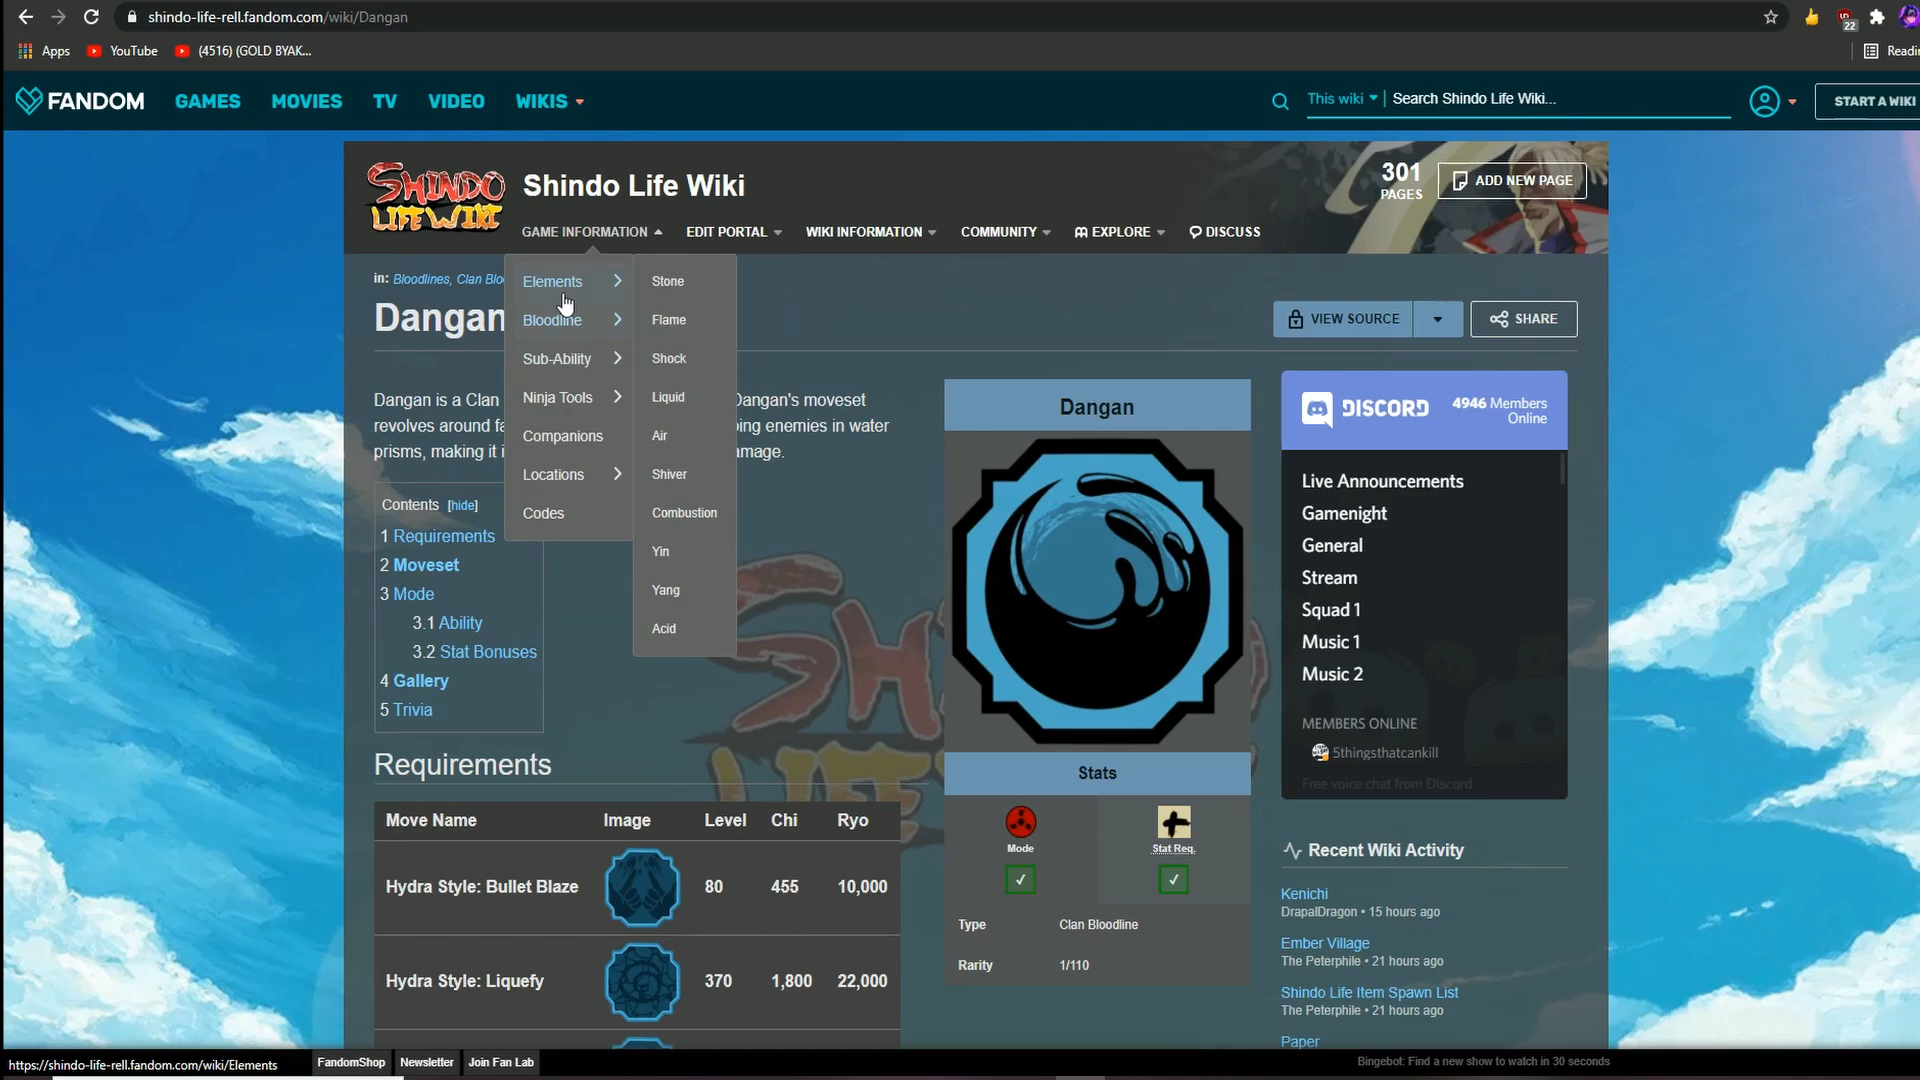 shindo-life-rell.fandom.com/wiki/Dangan
22
Apps
YouTube
(4516) (GOLD BYAK...
FANDOM
GAMES
MOVIES
TV
VIDEO
WIKIS
This wiki
Search Shindo Life Wiki...
START A WIKI
SHINDO LIFE WIKI
Shindo Life Wiki
301
PAGES
ADD NEW PAGE
GAME INFORMATION
EDIT PORTAL
WIKI INFORMATION
COMMUNITY
EXPLORE
DISCUSS
in: Bloodlines, Clan
Dangan
VIEW SOURCE
SHARE
Elements
Bloodline
Sub-Ability
Ninja Tools
Companions
Locations
Codes
Stone
Flame
Shock
Liquid
Air
Shiver
Combustion
Yin
Yang
Acid
Dangan is a Clan Dangan's moveset
revolves around enemies in water
prisms, making it
Contents [hide]
1 Requirements
2 Moveset
3 Mode
3.1 Ability
3.2 Stat Bonuses
4 Gallery
5 Trivia
Requirements
Move Name Image Level Chi Ryo
Hydra Style: Bullet Blaze 80 455 10,000
Hydra Style: Liquefy 370 1,800 22,000
Dangan
Stats
Mode
Stat Req.
Type Clan Bloodline
Rarity 1/110
DISCORD
4946 Members
Online
Live Announcements
Gamenight
General
Stream
Squad 1
Music 1
Music 2
MEMBERS ONLINE
5thingsthatcankill
Free voice chat from Discord
Recent Wiki Activity
Kenichi
DrapalDragon • 15 hours ago
Ember Village
The Peterphile • 21 hours ago
Shindo Life Item Spawn List
The Peterphile • 21 hours ago
Paper
https://shindo-life-rell.fandom.com/wiki/Elements
FandomShop
Newsletter
Join Fan Lab
Bingebot: Find a new show to watch in 30 seconds